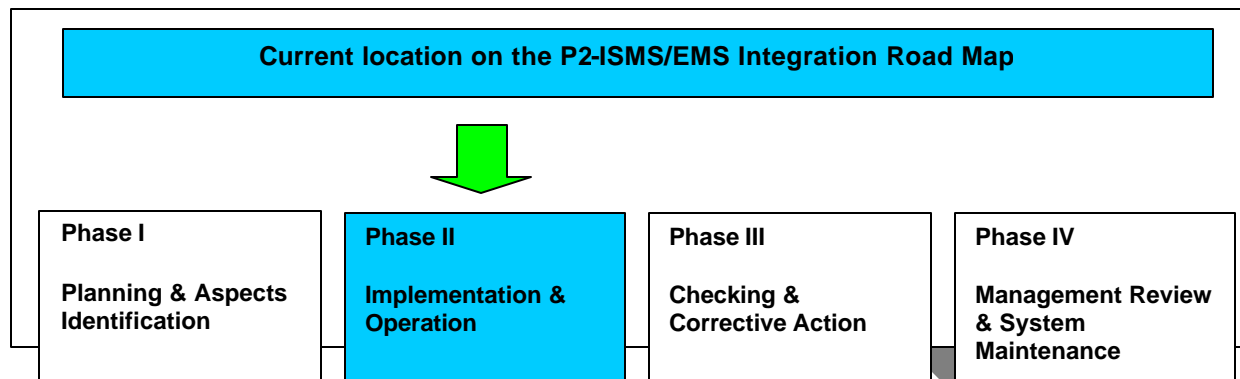 Current location on the P2-ISMS/EMS Integration Road Map
Phase I
Planning & Aspects
Identification
Phase II
Implementation &
Operation
Phase III
Checking &
Corrective Action
Phase IV
Management Review
& System
Maintenance